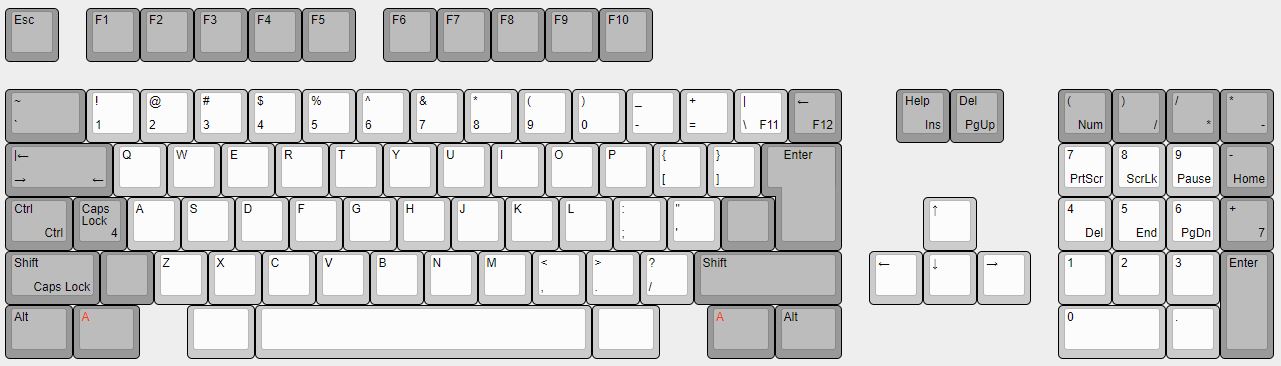 Esc F1 F2 F3 F4 F5 F6 F7 F8 F9 F10
~ ! @ # $ % ^ & * ( ) _ + | ← Help Del ( ) / *
` 1 2 3 4 5 6 7 8 9 0 - = \ F11 F12 Ins PgUp Num / * -
|← Q W E R T Y U I O P { } Enter 7 8 9 -
→ ← [ ] PrtScr ScrLk Pause Home
Ctrl Caps Lock A S D F G H J K L : " ↑ 4 5 6 +
Ctrl 4 ; ' Del End PgDn 7
Shift Z X C V B N M < > ? Shift ← ↓ → 1 2 3 Enter
Caps Lock , . /
Alt A A Alt 0 .